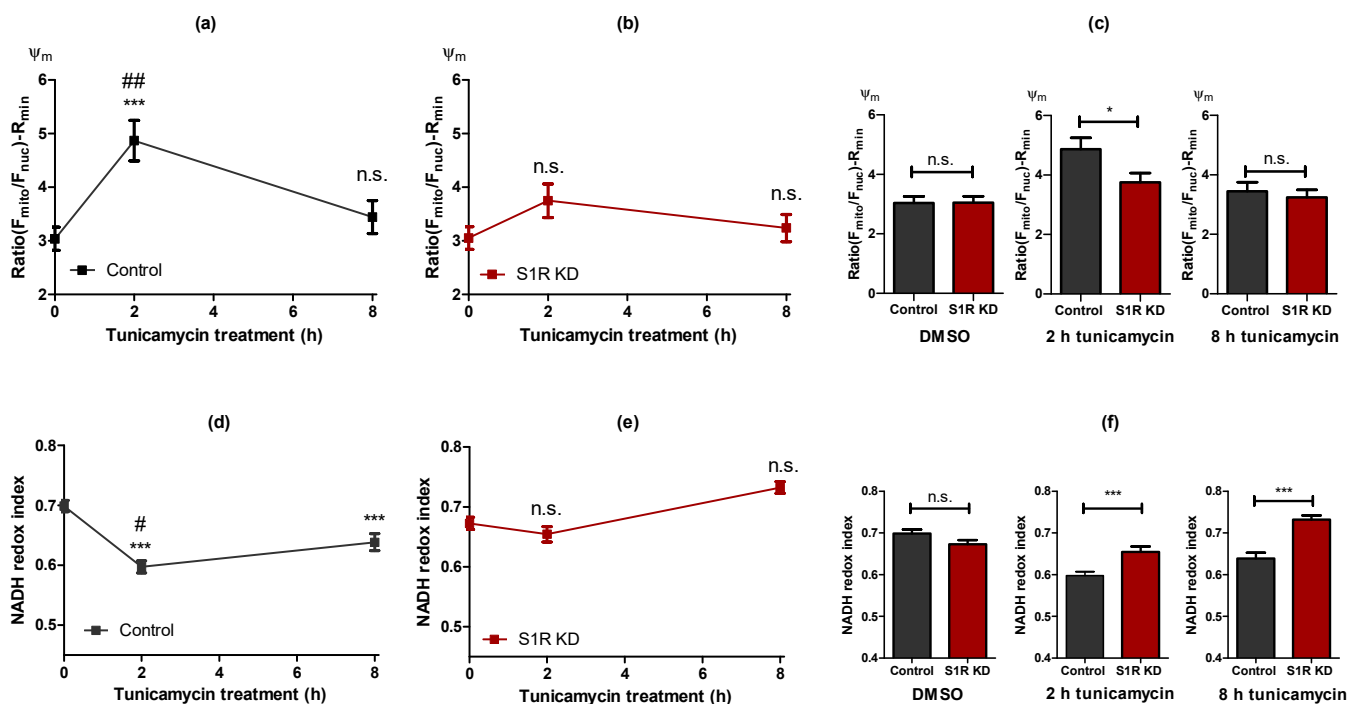 (a)
ψm
Ratio(Fmito/Fnuc)-Rmin
6
5
4
3
2
##
***
n.s.
Control
0 2 4 6 8
Tunicamycin treatment (h)
(b)
ψm
Ratio(Fmito/Fnuc)-Rmin
6
5
4
3
2
n.s.
n.s.
S1R KD
0 2 4 6 8
Tunicamycin treatment (h)
(c)
ψm
Ratio(Fmito/Fnuc)-Rmin
6
4
2
0
n.s.
Control S1R KD
DMSO
ψm
Ratio(Fmito/Fnuc)-Rmin
6
5
4
3
2
1
0
*
Control S1R KD
2 h tunicamycin
ψm
Ratio(Fmito/Fnuc)-Rmin
6
4
2
0
n.s.
Control S1R KD
8 h tunicamycin
(d)
NADH redox index
0.8
0.7
0.6
0.5
#
***
***
Control
0 2 4 6 8
Tunicamycin treatment (h)
(e)
NADH redox index
0.8
0.7
0.6
0.5
n.s.
n.s.
S1R KD
0 2 4 6 8
Tunicamycin treatment (h)
(f)
NADH redox index
0.8
0.7
0.6
0.5
0.4
n.s.
Control S1R KD
DMSO
NADH redox index
0.8
0.7
0.6
0.5
0.4
***
Control S1R KD
2 h tunicamycin
NADH redox index
0.8
0.7
0.6
0.5
0.4
***
Control S1R KD
8 h tunicamycin